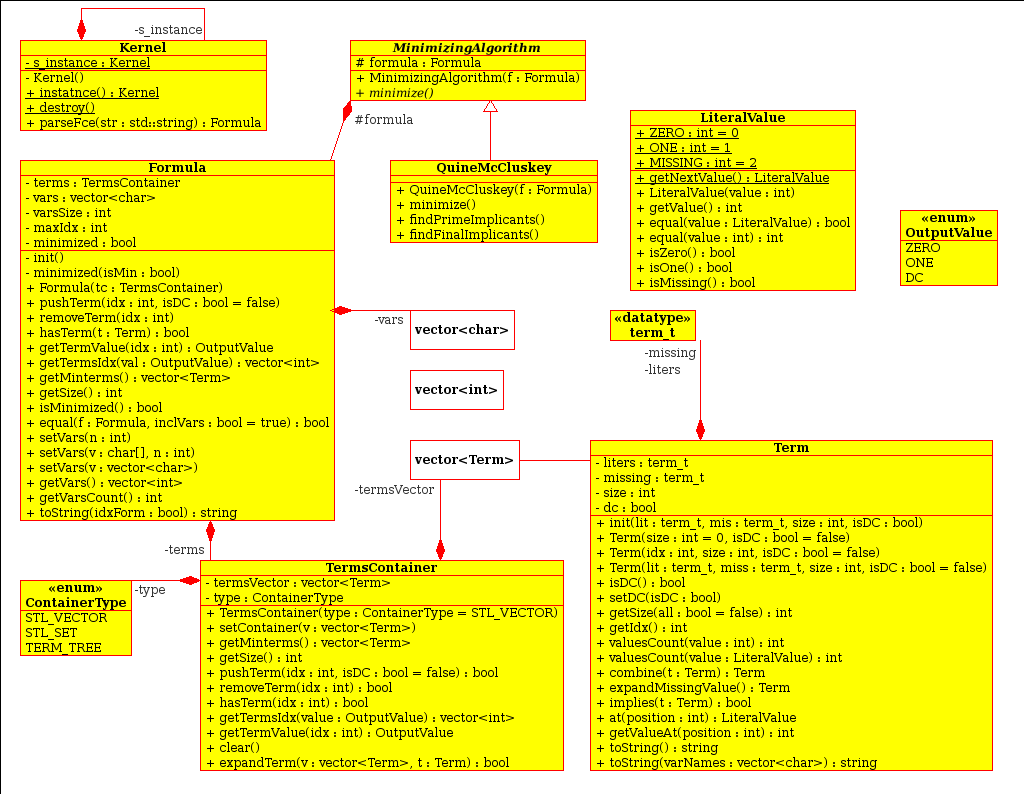 -s_instance
Kernel
- s_instance : Kernel
- Kernel()
+ instatnce() : Kernel
+ destroy()
+ parseFce(str : std::string) : Formula
MinimizingAlgorithm
# formula : Formula
+ MinimizingAlgorithm(f : Formula)
+ minimize()
#formula
QuineMcCluskey
+ QuineMcCluskey(f : Formula)
+ minimize()
+ findPrimeImplicants()
+ findFinalImplicants()
LiteralValue
+ ZERO : int = 0
+ ONE : int = 1
+ MISSING : int = 2
+ getNextValue() : LiteralValue
+ LiteralValue(value : int)
+ getValue() : int
+ equal(value : LiteralValue) : bool
+ equal(value : int) : int
+ isZero() : bool
+ isOne() : bool
+ isMissing() : bool
«enum»
OutputValue
ZERO
ONE
DC
Formula
- terms : TermsContainer
- vars : vector<char>
- varsSize : int
- maxIdx : int
- minimized : bool
- init()
- minimized(isMin : bool)
+ Formula(tc : TermsContainer)
+ pushTerm(idx : int, isDC : bool = false)
+ removeTerm(idx : int)
+ hasTerm(t : Term) : bool
+ getTermValue(idx : int) : OutputValue
+ getTermsIdx(val : OutputValue) : vector<int>
+ getMinterms() : vector<Term>
+ getSize() : int
+ isMinimized() : bool
+ equal(f : Formula, inclVars : bool = true) : bool
+ setVars(n : int)
+ setVars(v : char[], n : int)
+ setVars(v : vector<char>)
+ getVars() : vector<int>
+ getVarsCount() : int
+ toString(idxForm : bool) : string
-vars
vector<char>
vector<int>
vector<Term>
«datatype»
term_t
-missing
-liters
-termsVector
-terms
Term
- liters : term_t
- missing : term_t
- size : int
- dc : bool
+ init(lit : term_t, mis : term_t, size : int, isDC : bool)
+ Term(size : int = 0, isDC : bool = false)
+ Term(idx : int, size : int, isDC : bool = false)
+ Term(lit : term_t, miss : term_t, size : int, isDC : bool = false)
+ isDC() : bool
+ setDC(isDC : bool)
+ getSize(all : bool = false) : int
+ getIdx() : int
+ valuesCount(value : int) : int
+ valuesCount(value : LiteralValue) : int
+ combine(t : Term) : Term
+ expandMissingValue() : Term
+ implies(t : Term) : bool
+ at(position : int) : LiteralValue
+ getValueAt(position : int) : int
+ toString() : string
+ toString(varNames : vector<char>) : string
«enum»
ContainerType
STL_VECTOR
STL_SET
TERM_TREE
-type
TermsContainer
- termsVector : vector<Term>
- type : ContainerType
+ TermsContainer(type : ContainerType = STL_VECTOR)
+ setContainer(v : vector<Term>)
+ getMinterms() : vector<Term>
+ getSize() : int
+ pushTerm(idx : int, isDC : bool = false) : bool
+ removeTerm(idx : int) : bool
+ hasTerm(idx : int) : bool
+ getTermsIdx(value : OutputValue) : vector<int>
+ getTermValue(idx : int) : OutputValue
+ clear()
+ expandTerm(v : vector<Term>, t : Term) : bool